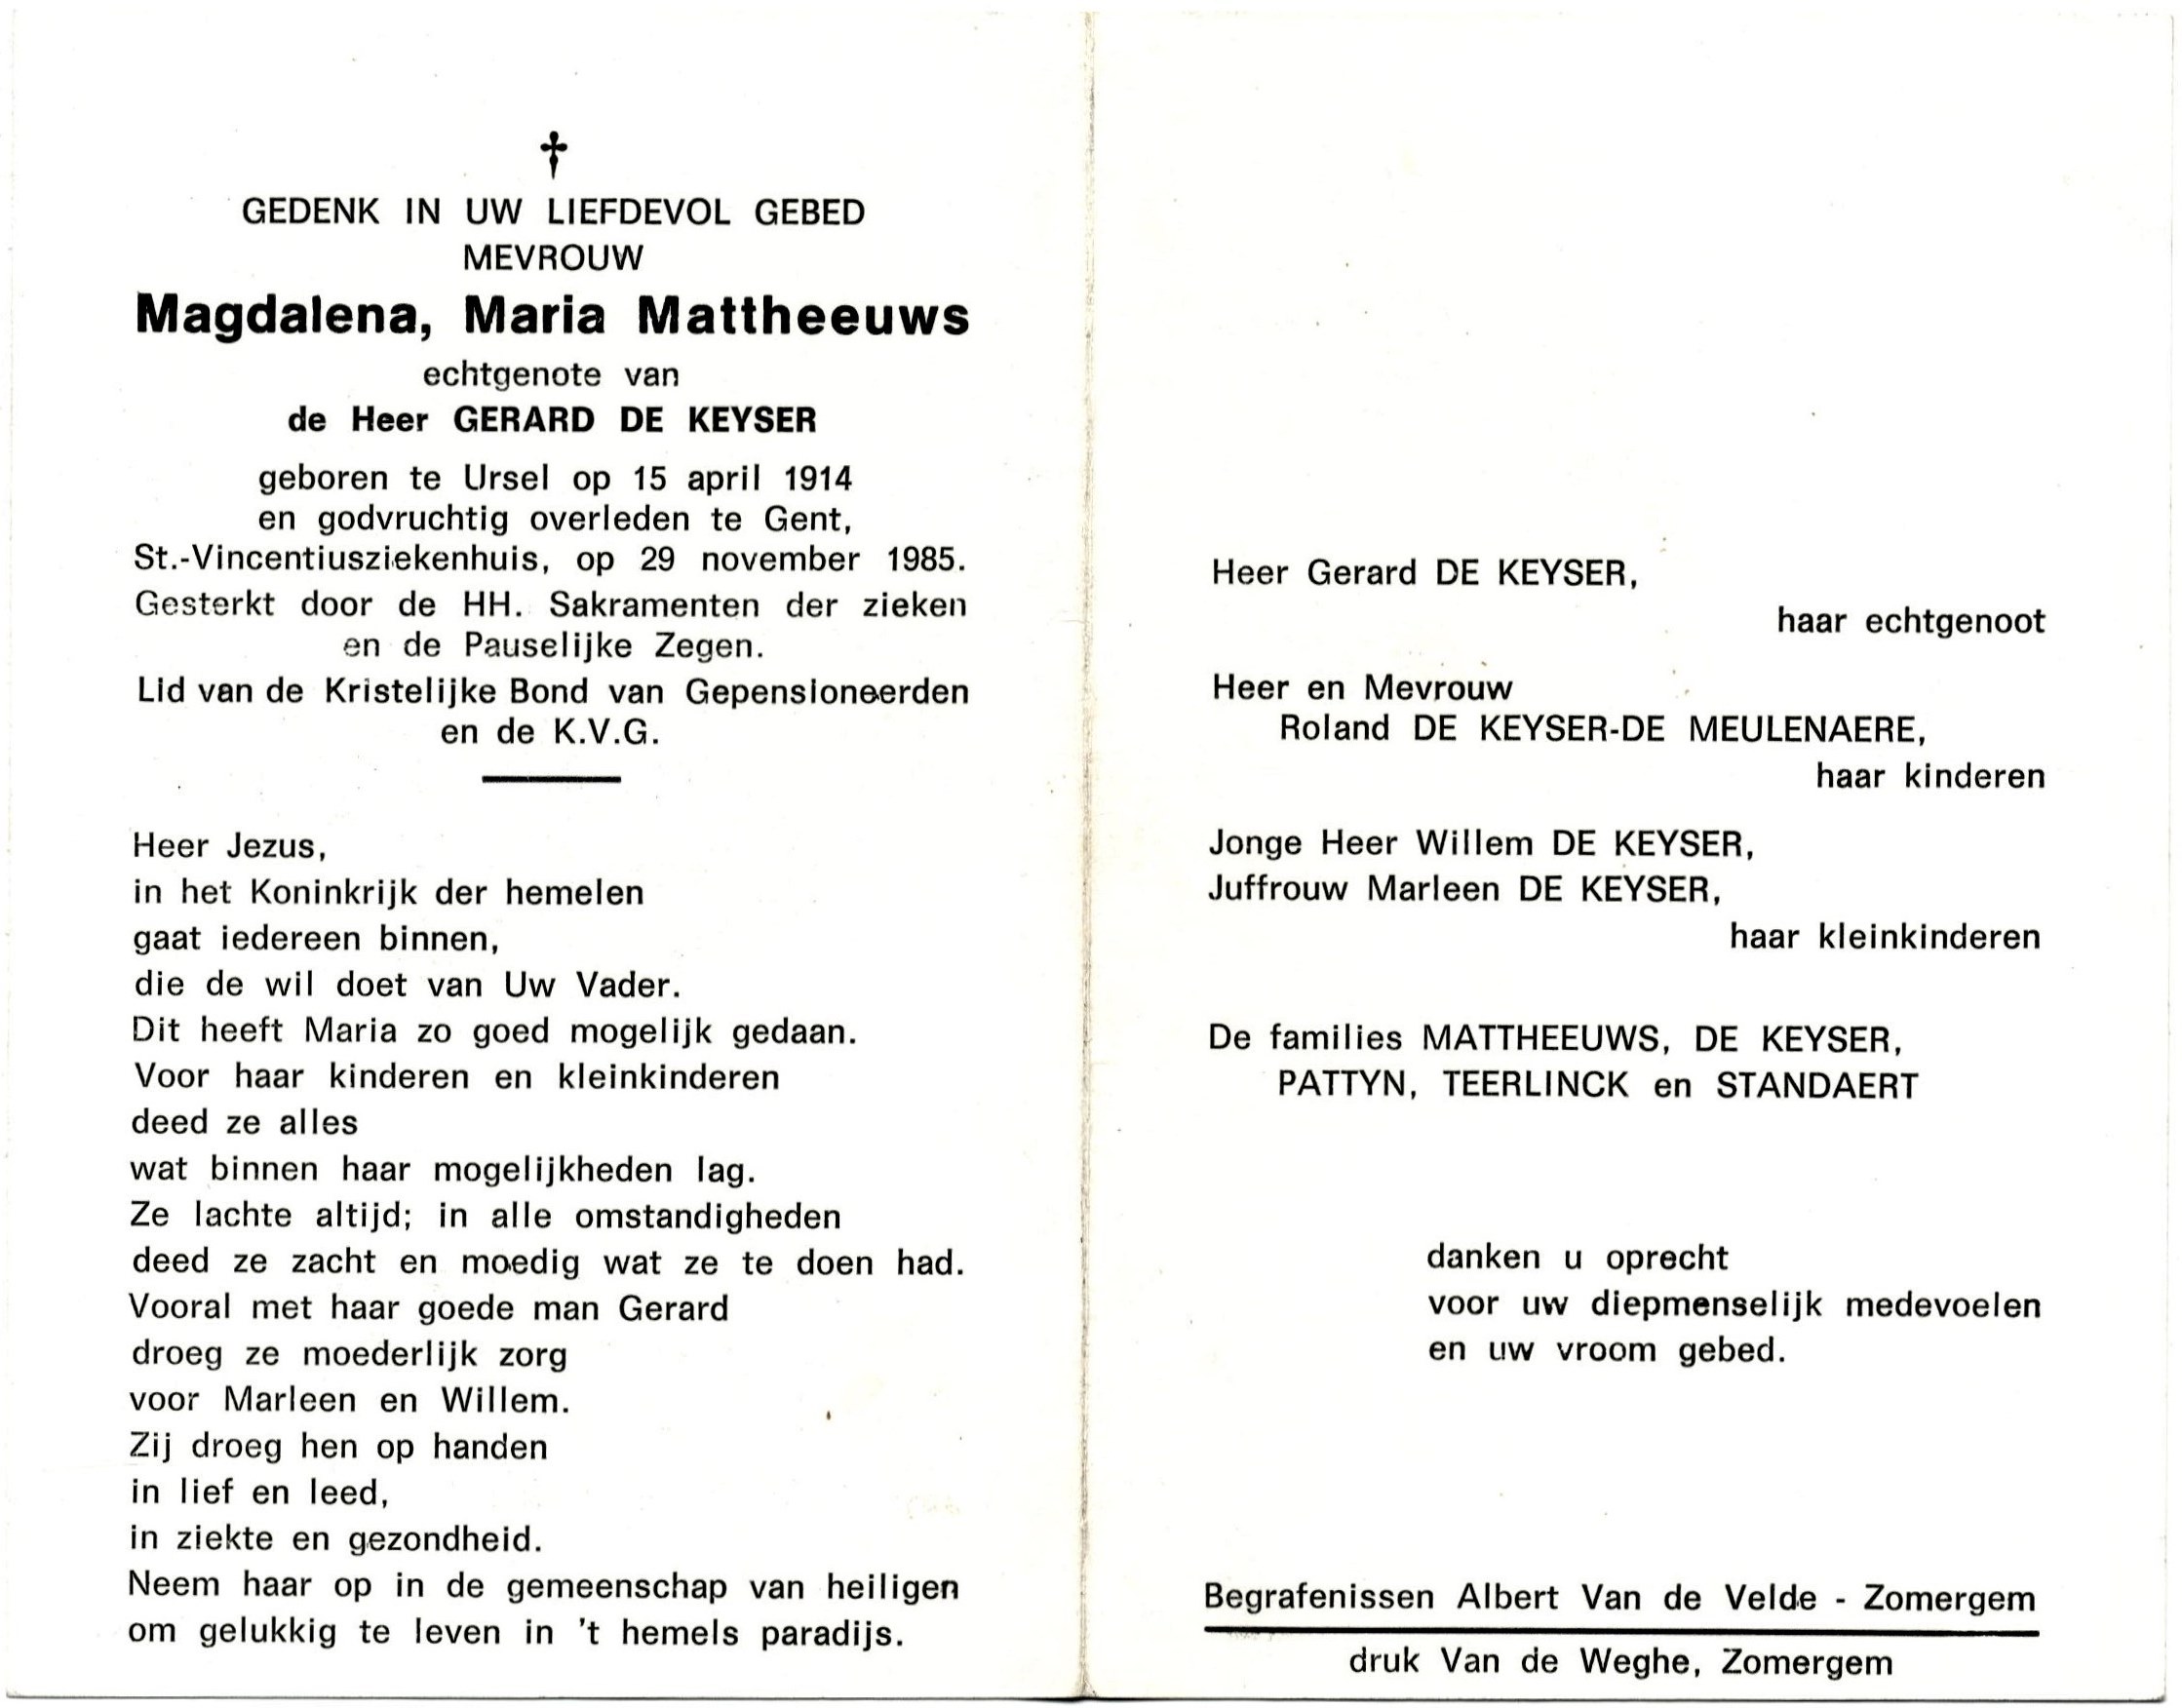 GEDENK IN UW LIEFDEVOL GEBED
MEVROUW
Magdalena, Maria Mattheeuws
echtgenote van
de Heer GERARD DE KEYSER
geboren te Ursel op 15 april 1914
en godvruchtig overleden te Gent,
St.-Vincentiusziekenhuis, op 29 november 1985.
Gesterkt door de HH. Sakramenten der zieken
en de Pauselijke Zegen.
Lid van de Kristelijke Bond van Gepensioneerden
en de K.V.G.
Heer Jezus,
in het Koninkrijk der hemelen
gaat iedereen binnen,
die de wil doet van Uw Vader.
Dit heeft Maria zo goed mogelijk gedaan.
Voor haar kinderen en kleinkinderen
deed ze alles
wat binnen haar mogelijkheden lag.
Ze lachte altijd; in alle omstandigheden
deed ze zacht en moedig wat ze te doen had.
Vooral met haar goede man Gerard
droeg ze moederlijk zorg
voor Marleen en Willem.
Zij droeg hen op handen
in lief en leed,
in ziekte en gezondheid.
Neem haar op in de gemeenschap van heiligen
om gelukkig te leven in 't hemels paradijs.
Heer Gerard DE KEYSER,
haar echtgenoot
Heer en Mevrouw
Roland DE KEYSER-DE MEULENAERE,
haar kinderen
Jonge Heer Willem DE KEYSER,
Juffrouw Marleen DE KEYSER,
haar kleinkinderen
De families MATTHEEUWS, DE KEYSER,
PATTYN, TEERLINCK en STANDAERT
danken u oprecht
voor uw diepmenselijk medevoelen
en uw vroom gebed.
Begrafenissen Albert Van de Velde - Zomergem
druk Van de Weghe, Zomergem